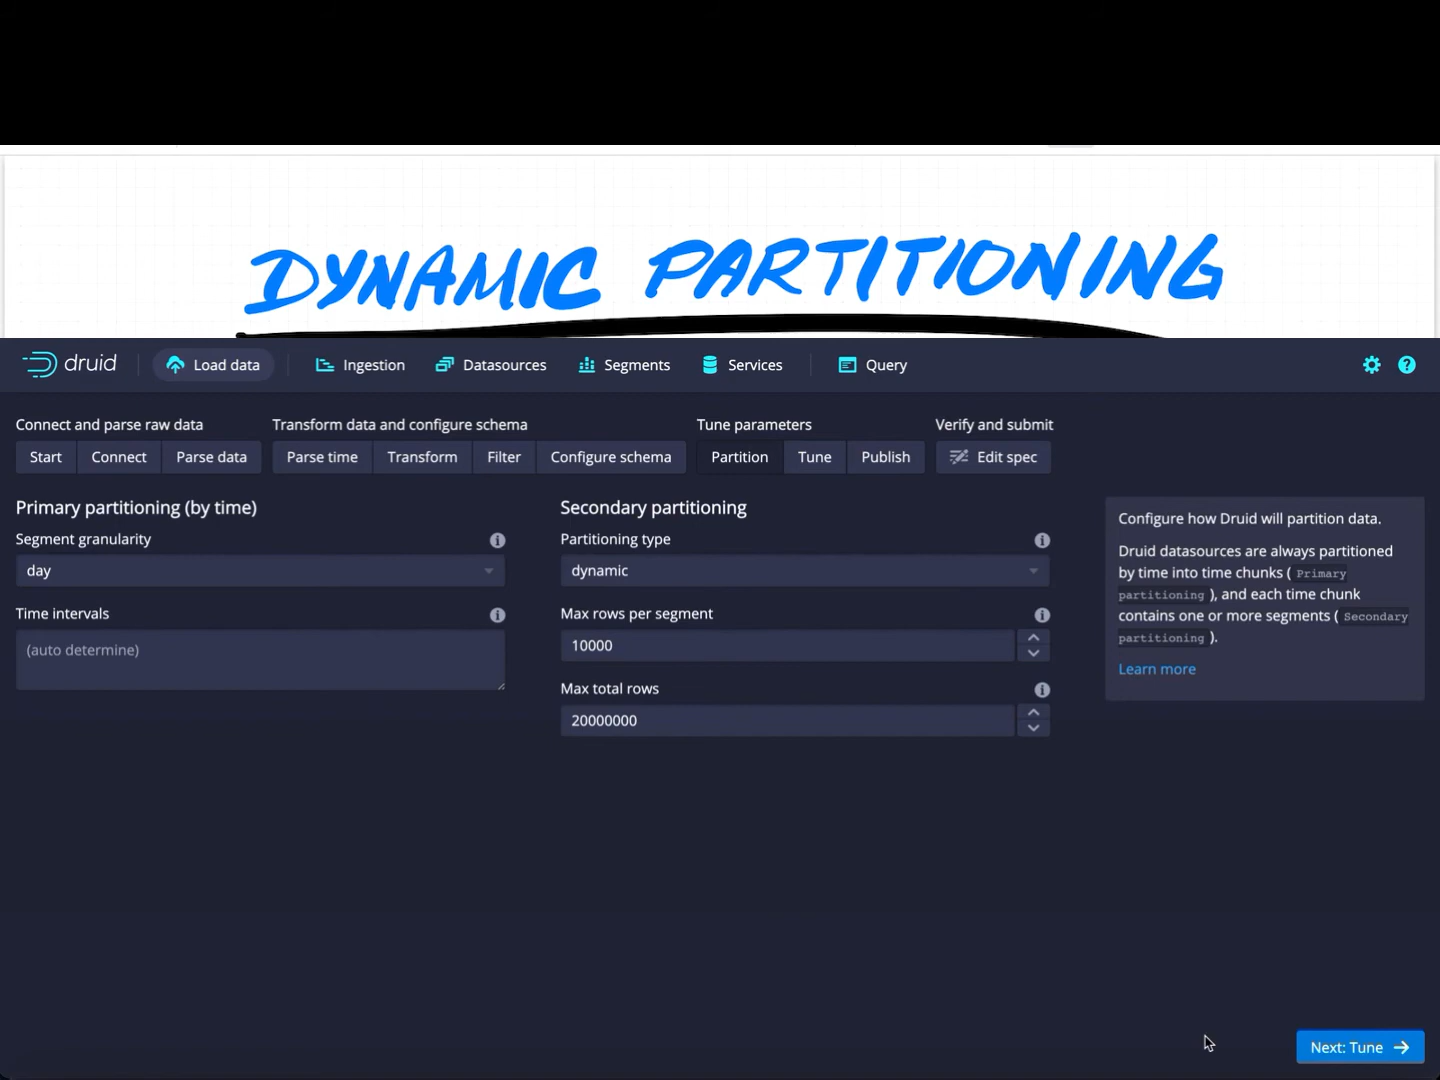 DYNAMIC PARTITIONING
druid Load data Ingestion Datasources Segments Services Query ?
Connect and parse raw data Transform data and configure schema Tune parameters Verify and submit
Start Connect Parse data Parse time Transform Filter Configure schema Partition Tune Publish Edit spec
Primary partitioning (by time)
Segment granularity
day
Time intervals
(auto determine)
Secondary partitioning
Partitioning type
dynamic
Max rows per segment
10000
Max total rows
20000000
Configure how Druid will partition data.
Druid datasources are always partitioned
by time into time chunks ( Primary
partitioning ), and each time chunk
contains one or more segments ( Secondary
partitioning ).
Learn more
Next: Tune